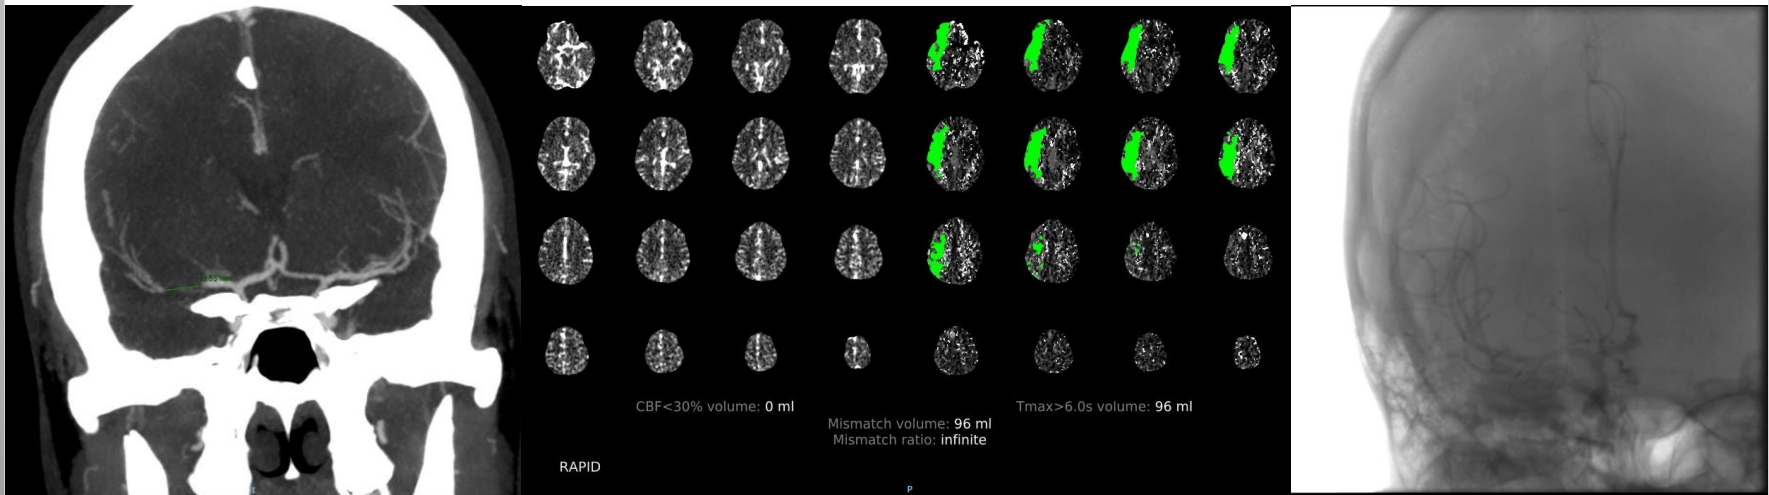 CBF<30% volume: 0 ml
Tmax>6.0s volume: 96 ml
Mismatch volume: 96 ml
Mismatch ratio: infinite
RAPID
P